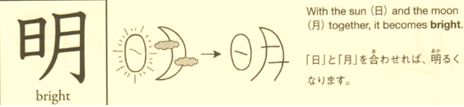 明
bright
With the sun（日）and the moon
（月）together, it becomes bright.
「日」と「月」を合わせれば、明るく
なります。